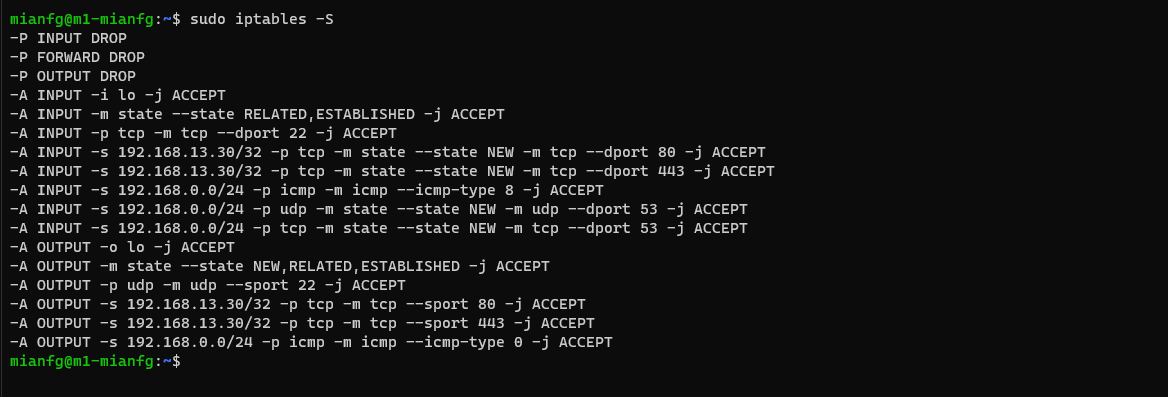 mianfg@m1-mianfg:~$ sudo iptables -S
-P INPUT DROP
-P FORWARD DROP
-P OUTPUT DROP
-A INPUT -i lo -j ACCEPT
-A INPUT -m state --state RELATED,ESTABLISHED -j ACCEPT
-A INPUT -p tcp -m tcp --dport 22 -j ACCEPT
-A INPUT -s 192.168.13.30/32 -p tcp -m state --state NEW -m tcp --dport 80 -j ACCEPT
-A INPUT -s 192.168.13.30/32 -p tcp -m state --state NEW -m tcp --dport 443 -j ACCEPT
-A INPUT -s 192.168.0.0/24 -p icmp -m icmp --icmp-type 8 -j ACCEPT
-A INPUT -s 192.168.0.0/24 -p udp -m state --state NEW -m udp --dport 53 -j ACCEPT
-A INPUT -s 192.168.0.0/24 -p tcp -m state --state NEW -m tcp --dport 53 -j ACCEPT
-A OUTPUT -o lo -j ACCEPT
-A OUTPUT -m state --state NEW,RELATED,ESTABLISHED -j ACCEPT
-A OUTPUT -p udp -m udp --sport 22 -j ACCEPT
-A OUTPUT -s 192.168.13.30/32 -p tcp -m tcp --sport 80 -j ACCEPT
-A OUTPUT -s 192.168.13.30/32 -p tcp -m tcp --sport 443 -j ACCEPT
-A OUTPUT -s 192.168.0.0/24 -p icmp -m icmp --icmp-type 0 -j ACCEPT
mianfg@m1-mianfg:~$